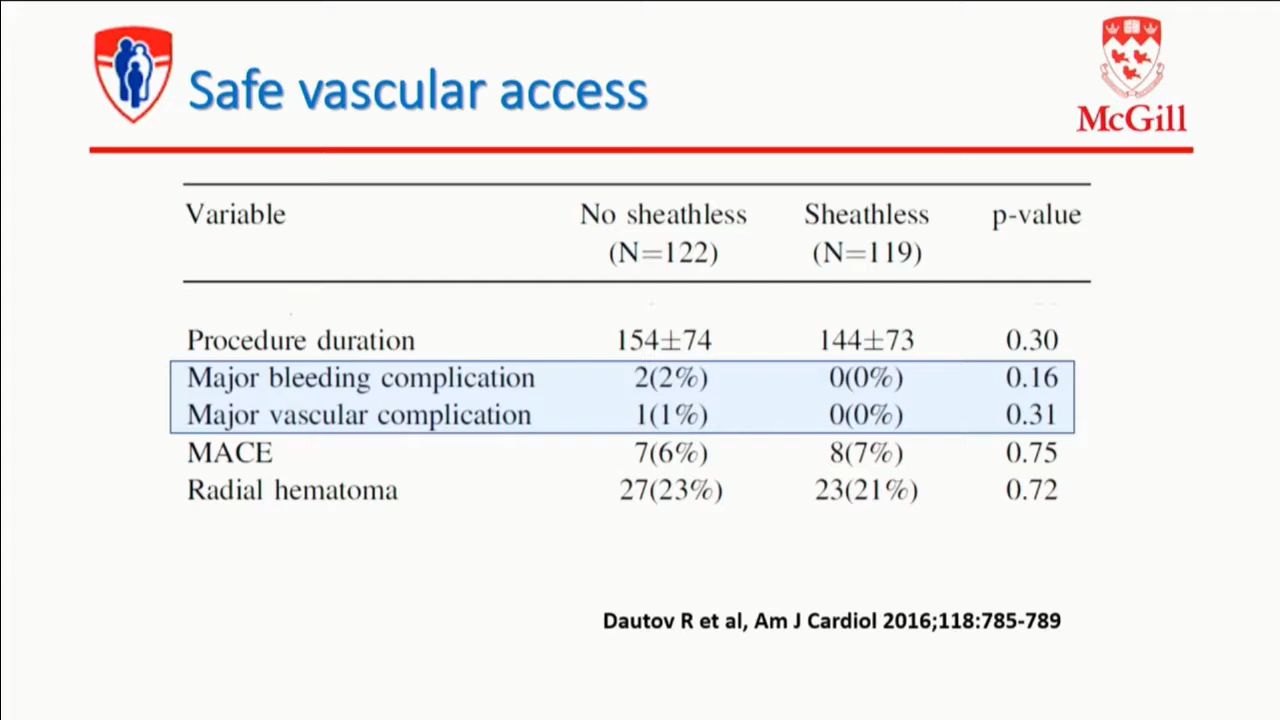 Safe vascular access
McGill
Variable No sheathless Sheathless p-value
(N=122) (N=119)
Procedure duration 154±74 144±73 0.30
Major bleeding complication 2(2%) 0(0%) 0.16
Major vascular complication 1(1%) 0(0%) 0.31
MACE 7(6%) 8(7%) 0.75
Radial hematoma 27(23%) 23(21%) 0.72
Dautov R et al, Am J Cardiol 2016;118:785-789